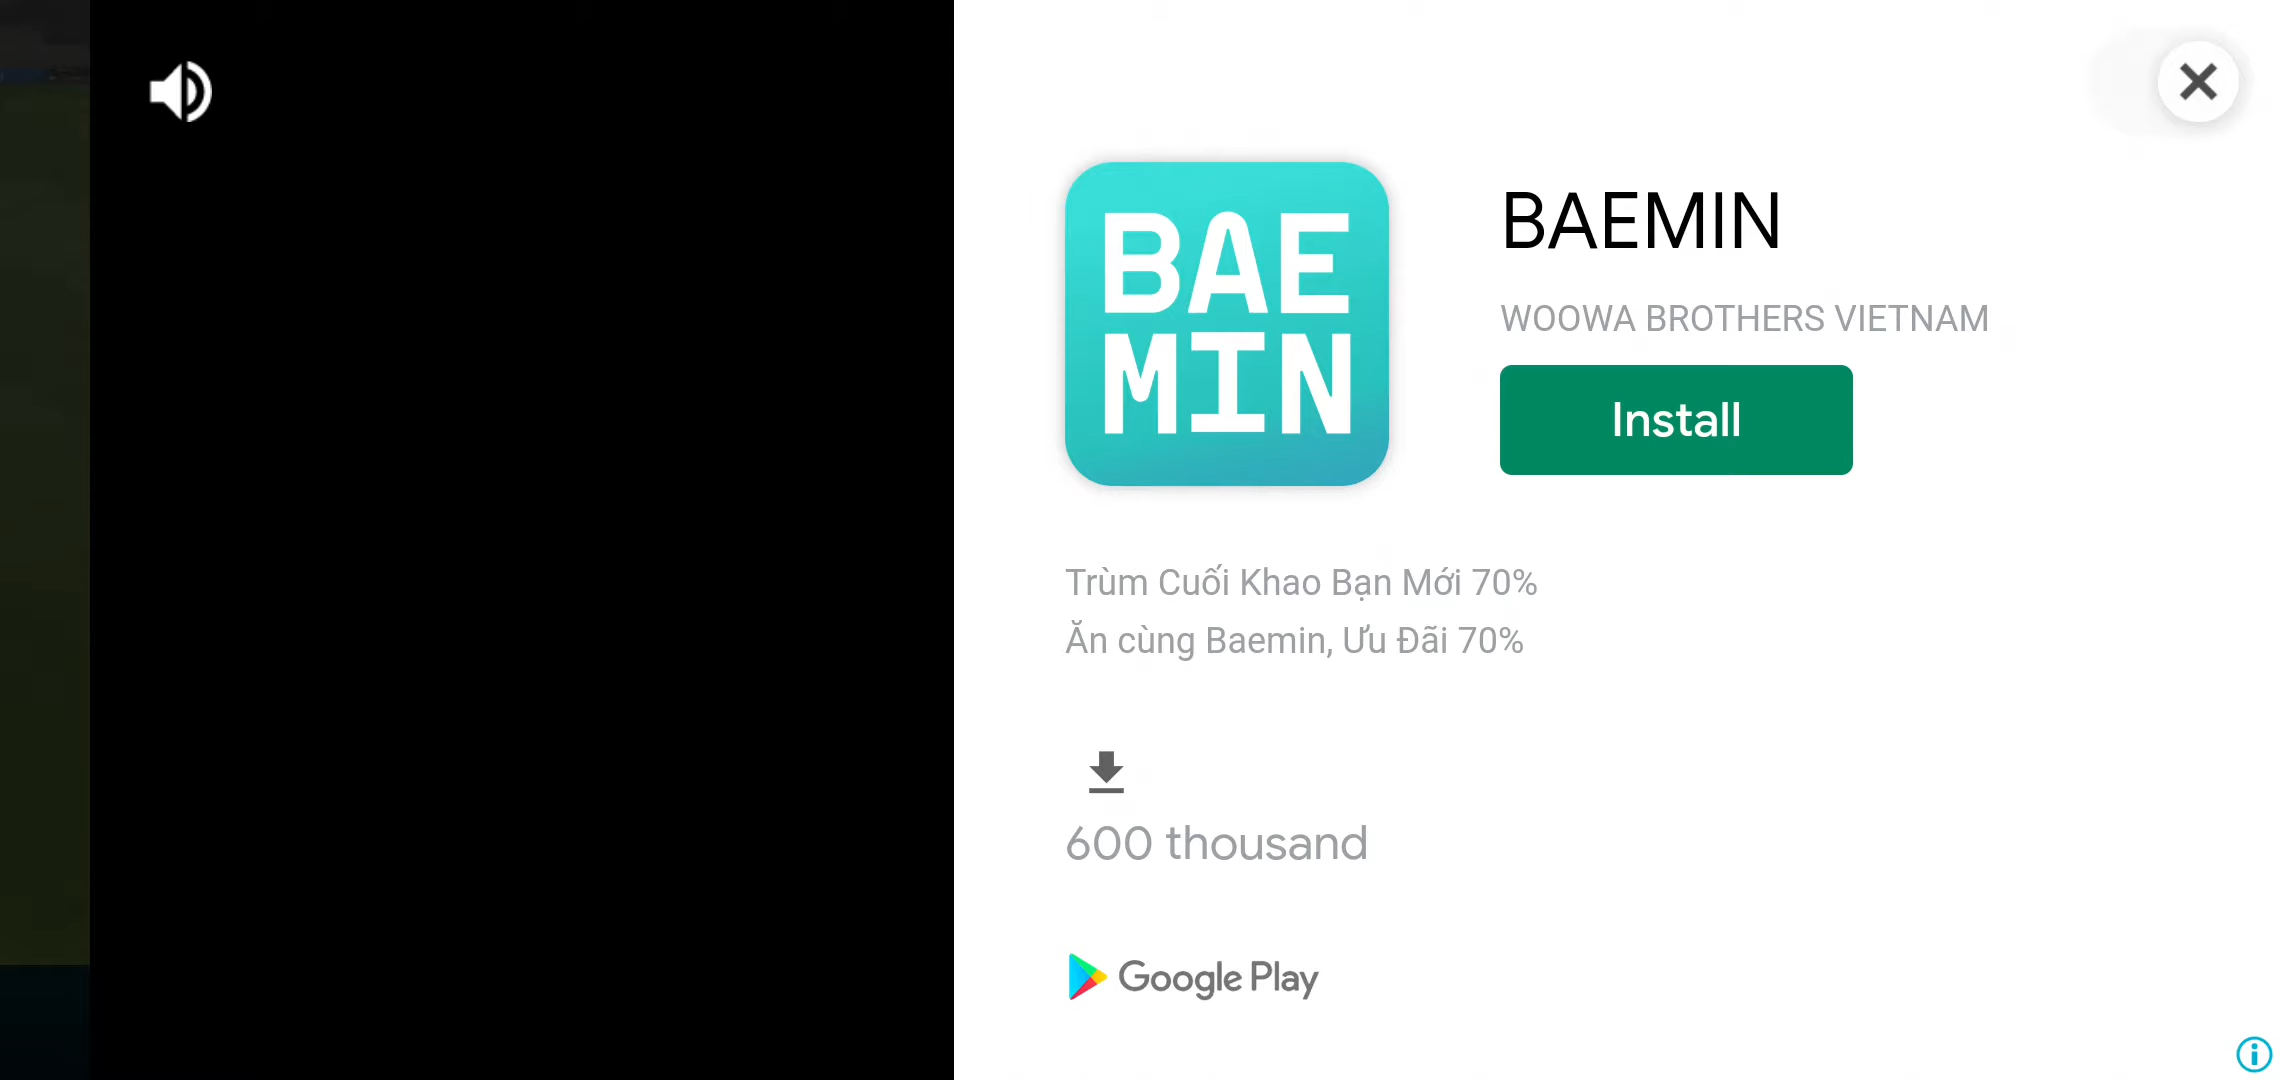 BAE
MIN
BAEMIN
WOOWA BROTHERS VIETNAM
Install
Trùm Cuối Khao Bạn Mới 70%
Ăn cùng Baemin, Ưu Đãi 70%
600 thousand
Google Play